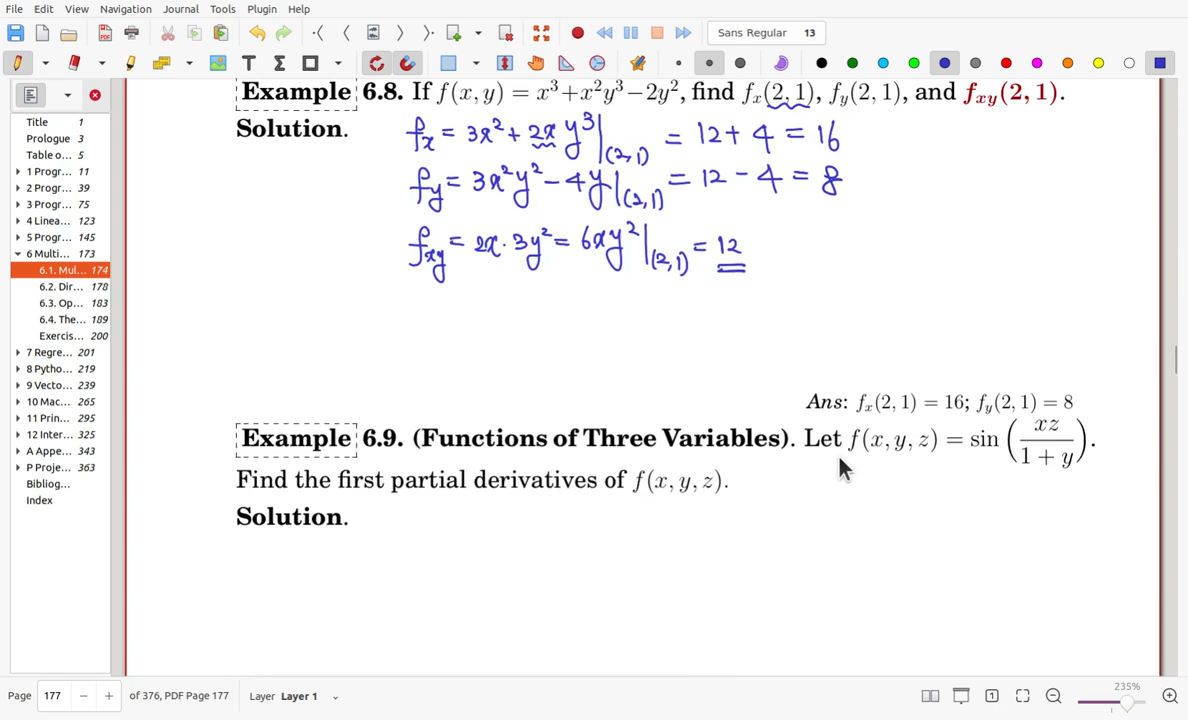 File Edit View Navigation Journal Tools Plugin Help
Sans Regular 13
Title 1
Prologue 3
Table o... 5
1 Progr... 11
2 Progr... 39
3 Progr... 75
4 Linea... 123
5 Progr... 145
6 Multi... 173
6.1. Mul... 174
6.2. Dir... 178
6.3. Op... 183
6.4. The... 189
Exercis... 200
7 Regre... 201
8 Pytho... 219
9 Vecto... 239
10 Mac... 265
11 Prin... 295
12 Inter... 325
A Appe... 343
P Proje... 363
Bibliog...
Index
Example 6.8. If f(x, y) = x³+x²y³−2y², find fₓ(2, 1), f_y(2, 1), and f_xy(2, 1).
Solution.
fₓ = 3x² + 2x y³|(2,1) = 12 + 4 = 16
f_y = 3x²y² − 4y|(2,1) = 12 − 4 = 8
f_xy = 2x · 3y² = 6xy²|(2,1) = 12
Ans: fₓ(2, 1) = 16; f_y(2, 1) = 8
Example 6.9. (Functions of Three Variables). Let f(x, y, z) = sin (xz / 1 + y).
Find the first partial derivatives of f(x, y, z).
Solution.
Page 177 − + of 376, PDF Page 177 Layer Layer 1 235%